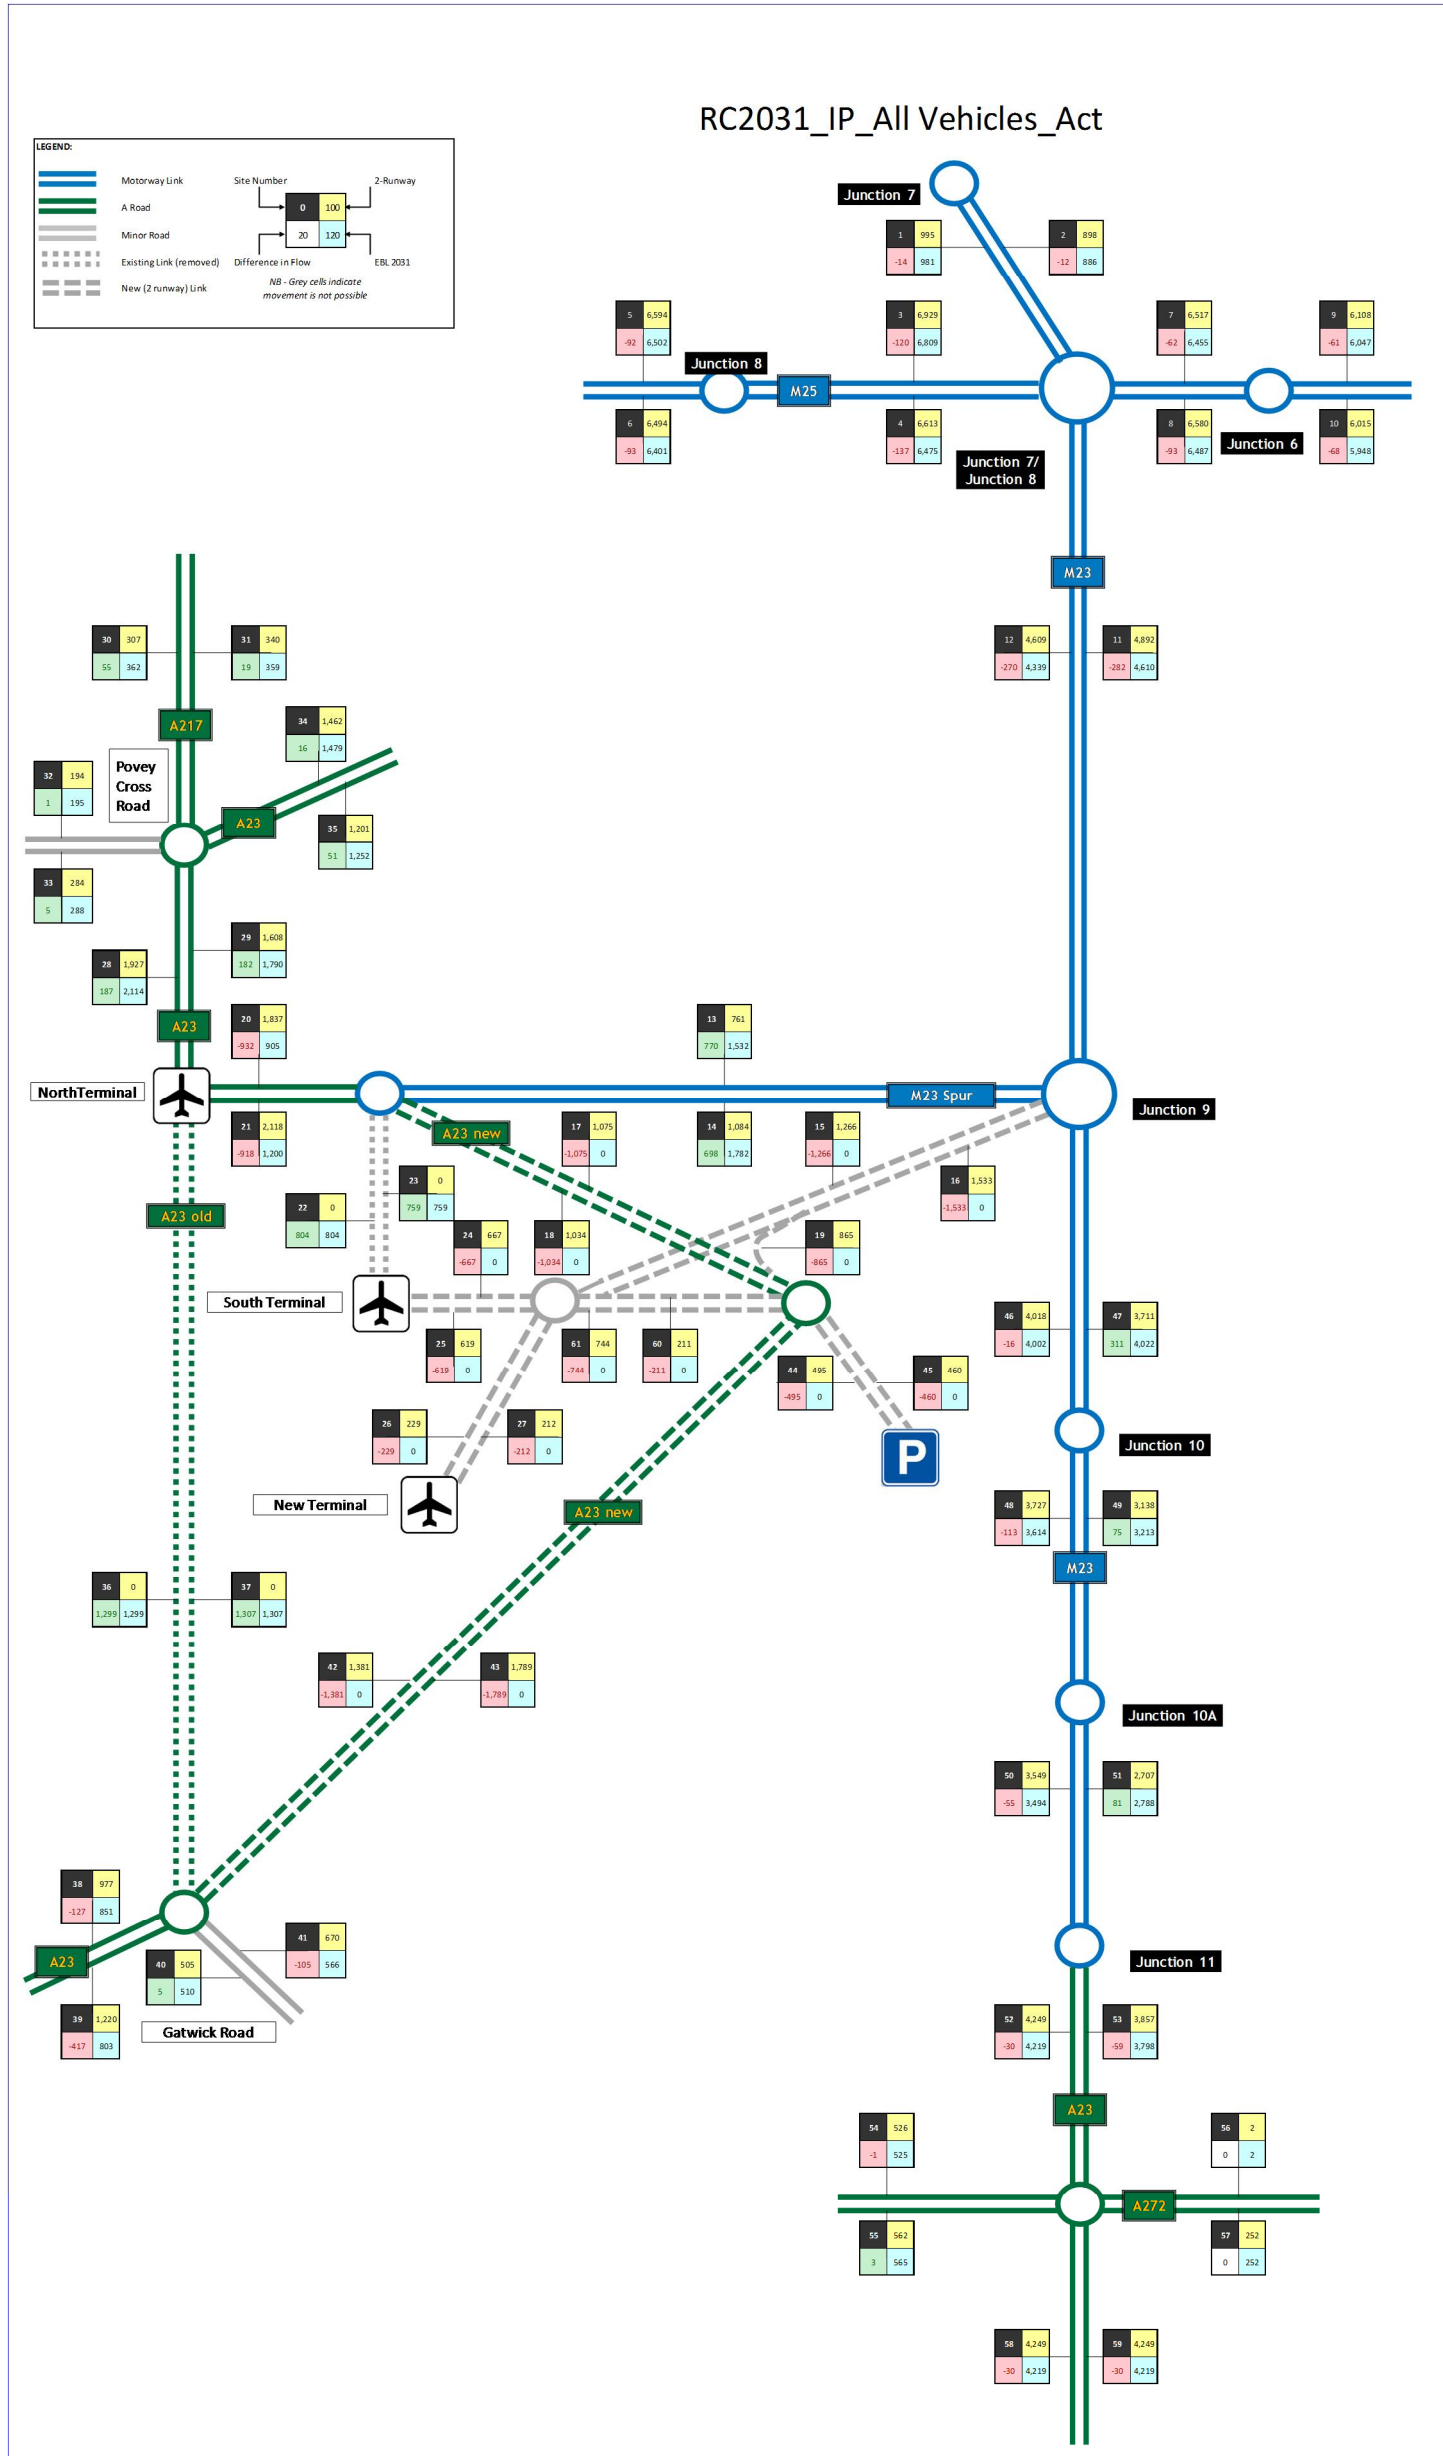 RC2031_IP_All Vehicles_Act
LEGEND:
Motorway Link
A Road
Minor Road
Existing Link (removed)
New (2 runway) Link
Site Number
2-Runway
0 100
20 120
Difference in Flow
EBL 2031
NB - Grey cells indicate
movement is not possible
Junction 7
1 995
-14 981
2 898
-12 886
5 6,594
-92 6,502
3 6,929
-120 6,809
7 6,517
-62 6,455
9 6,108
-61 6,047
Junction 8
M25
6 6,494
-93 6,401
4 6,613
-137 6,475
8 6,580
-93 6,487
10 6,015
-68 5,948
Junction 6
Junction 7/
Junction 8
M23
12 4,609
-270 4,339
11 4,892
-282 4,610
30 307
55 362
31 340
19 359
A217
34 1,462
16 1,479
Povey
Cross
Road
32 194
1 195
A23
35 1,201
51 1,252
33 284
5 288
29 1,608
182 1,790
28 1,927
187 2,114
A23
20 1,837
-932 905
13 761
770 1,532
NorthTerminal
M23 Spur
Junction 9
21 2,118
-918 1,200
A23 new
17 1,075
-1,075 0
14 1,084
698 1,782
15 1,266
-1,266 0
16 1,533
-1,533 0
23 0
759 759
22 0
804 804
A23 old
24 667
-667 0
18 1,034
-1,034 0
19 865
-865 0
South Terminal
25 619
-619 0
61 744
-744 0
60 211
-211 0
46 4,018
-16 4,002
47 3,711
311 4,022
44 495
-495 0
45 460
-460 0
26 229
-229 0
27 212
-212 0
Junction 10
P
New Terminal
A23 new
48 3,727
-113 3,614
49 3,138
75 3,213
M23
36 0
1,299 1,299
37 0
1,307 1,307
42 1,381
-1,381 0
43 1,789
-1,789 0
Junction 10A
50 3,549
-55 3,494
51 2,707
81 2,788
38 977
-127 851
41 670
-105 566
A23
40 505
5 510
Junction 11
39 1,220
-417 803
Gatwick Road
52 4,249
-30 4,219
53 3,857
-59 3,798
A23
54 526
-1 525
56 2
0 2
A272
55 562
3 565
57 252
0 252
58 4,249
-30 4,219
59 4,249
-30 4,219